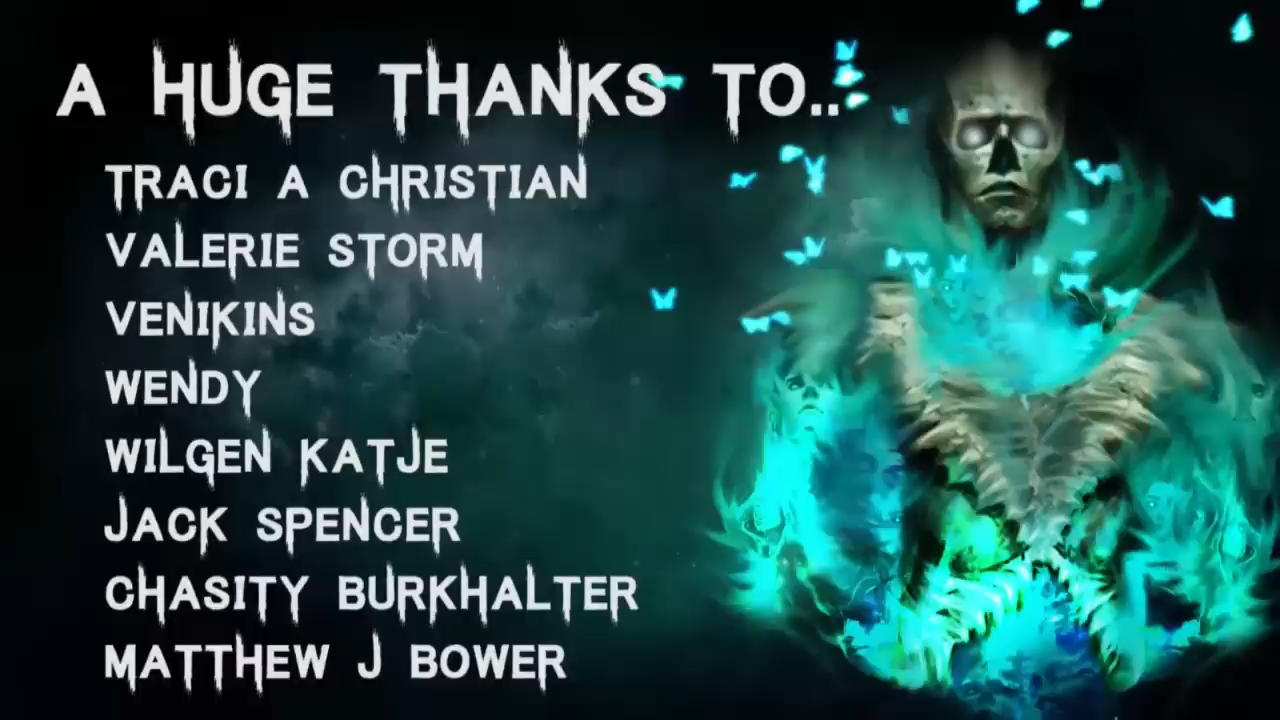 A HUGE THANKS TO..
TRACI A CHRISTIAN
VALERIE STORM
VENIKINS
WENDY
WILGEN KATJE
JACK SPENCER
CHASITY BURKHALTER
MATTHEW J BOWER